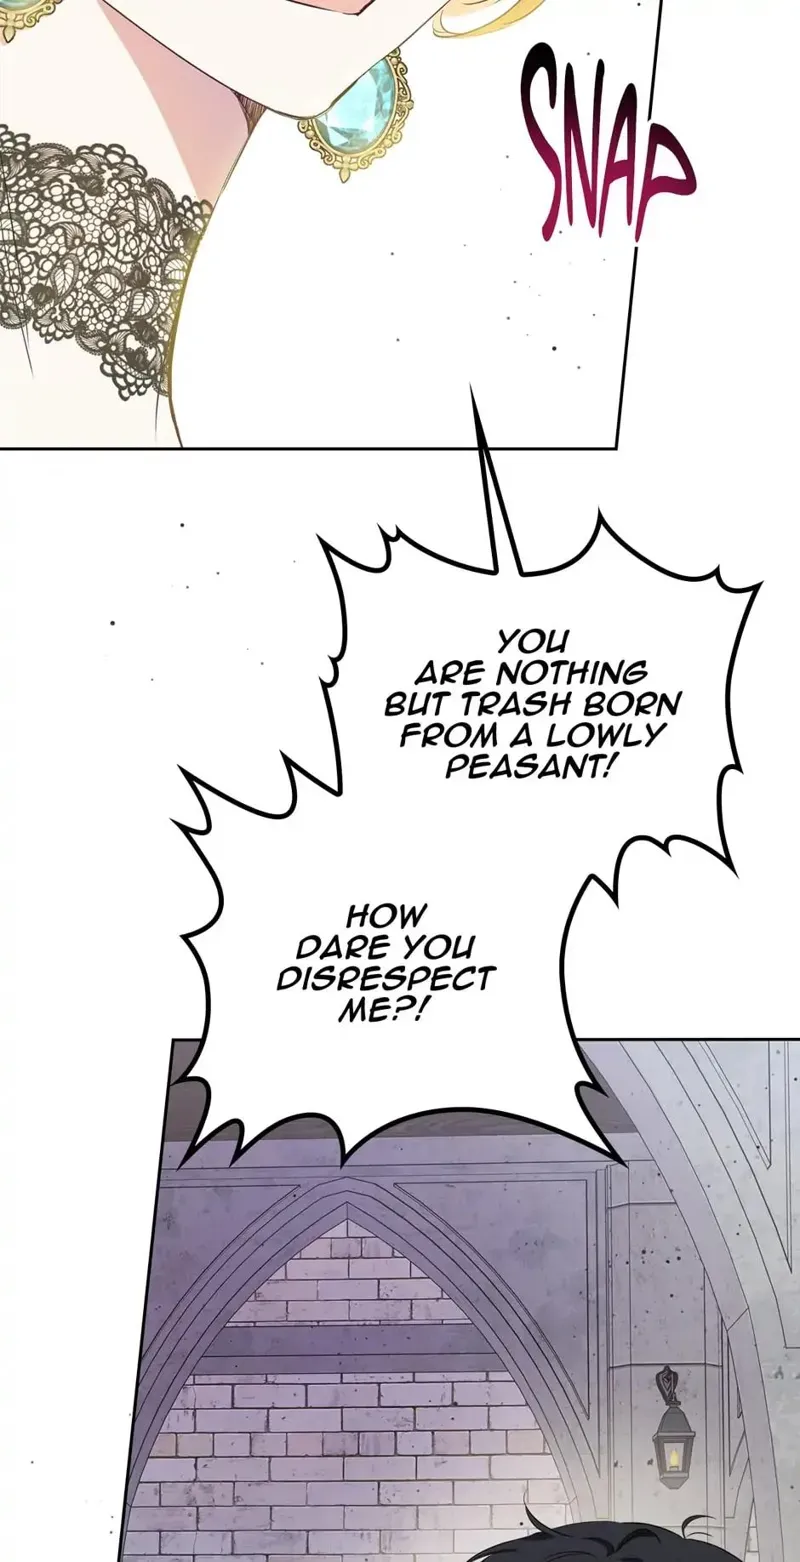 SNAP
YOU
ARE NOTHING
BUT TRASH BORN
FROM A LOWLY
PEASANT!
HOW
DARE YOU
DISRESPECT
ME?!